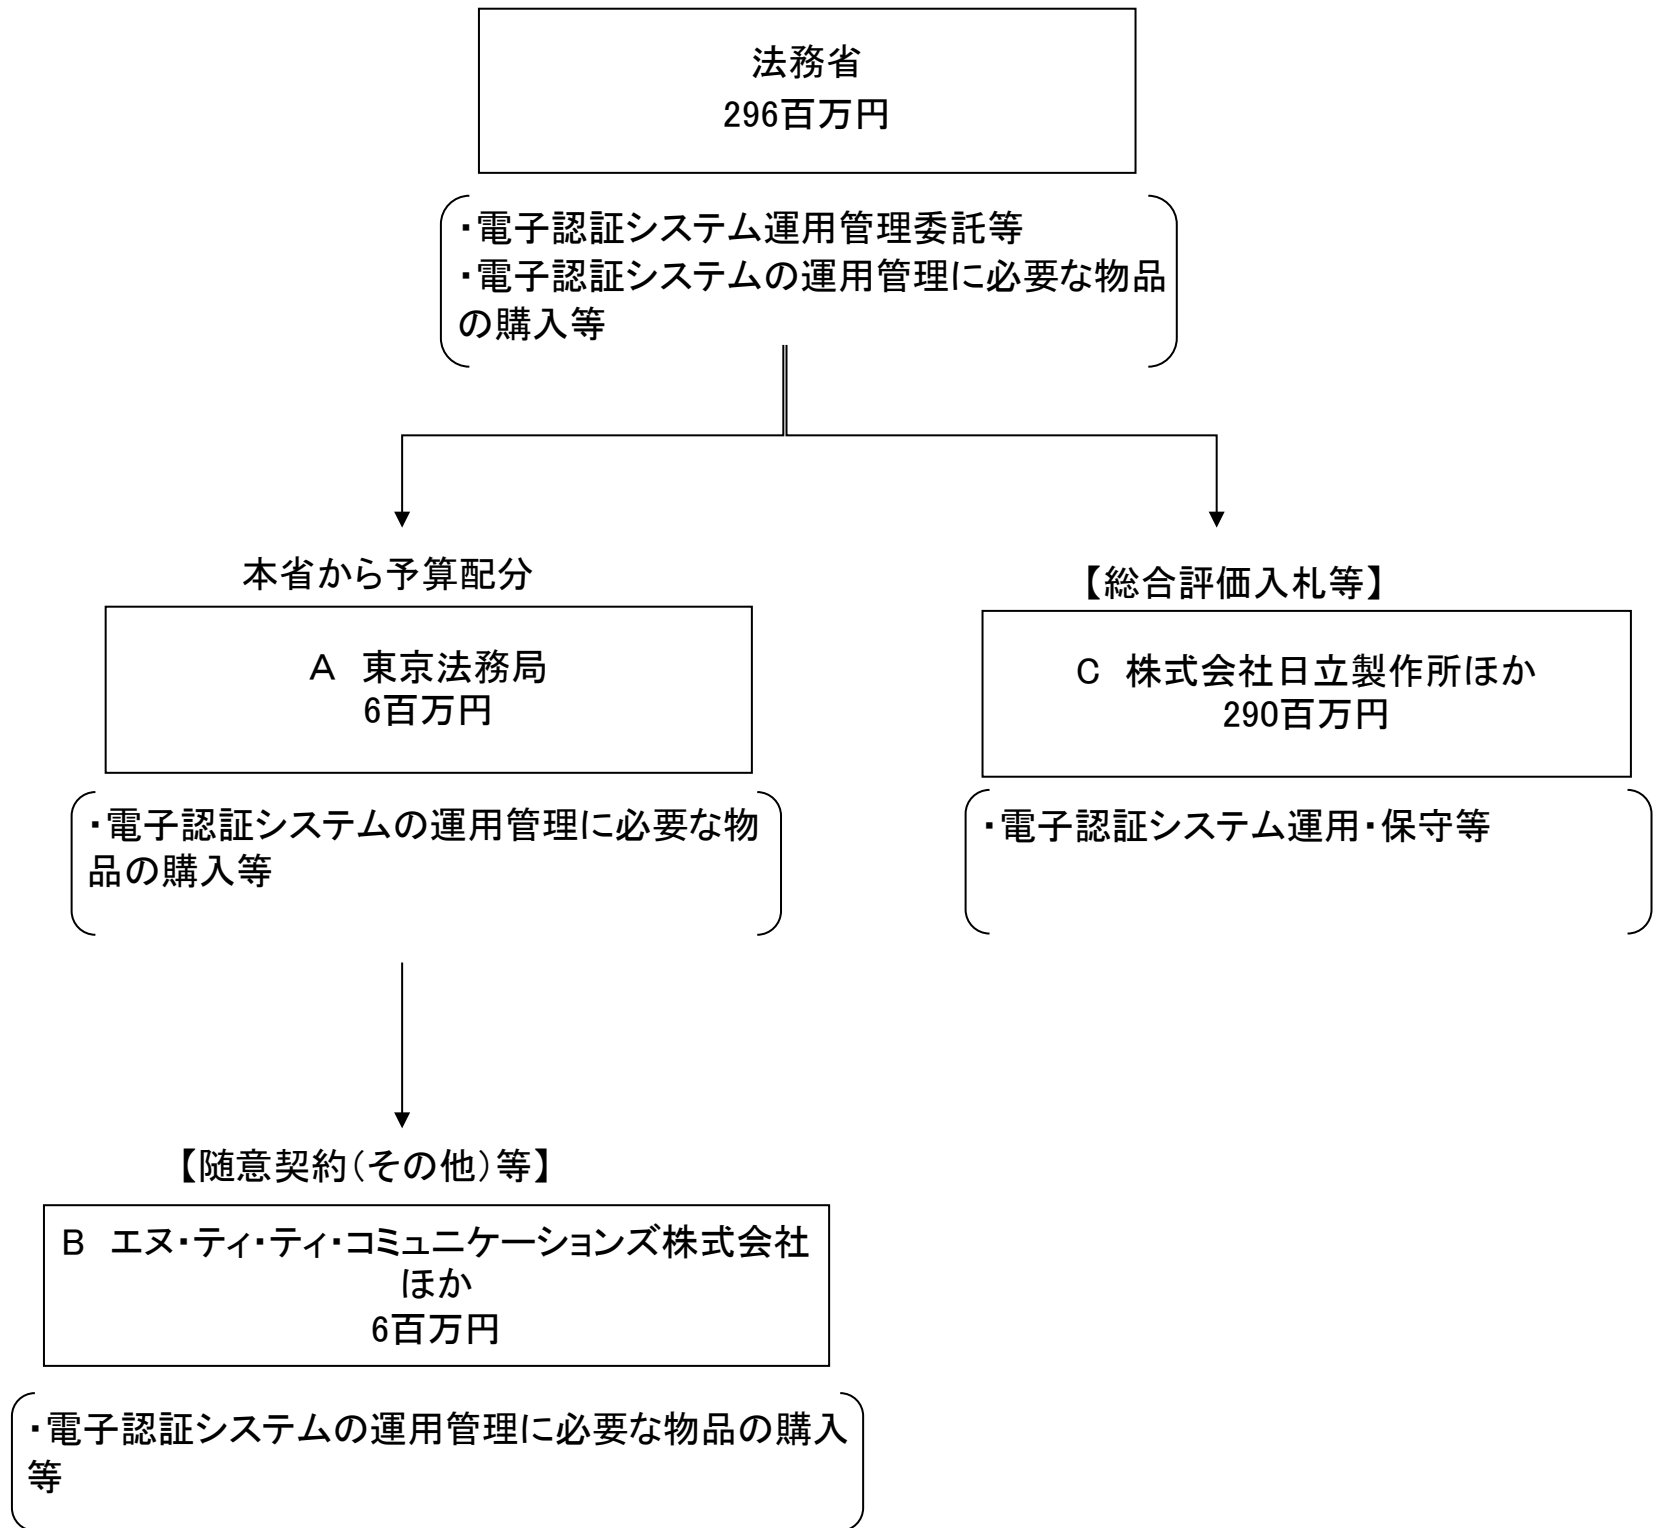 法務省
296百万円
・電子認証システム運用管理委託等
・電子認証システムの運用管理に必要な物品
の購入等
本省から予算配分
A　東京法務局
6百万円
・電子認証システムの運用管理に必要な物
品の購入等
【総合評価入札等】
C　株式会社日立製作所ほか
290百万円
・電子認証システム運用・保守等
【随意契約(その他)等】
B　エヌ・ティ・ティ・コミュニケーションズ株式会社
ほか
6百万円
・電子認証システムの運用管理に必要な物品の購入
等